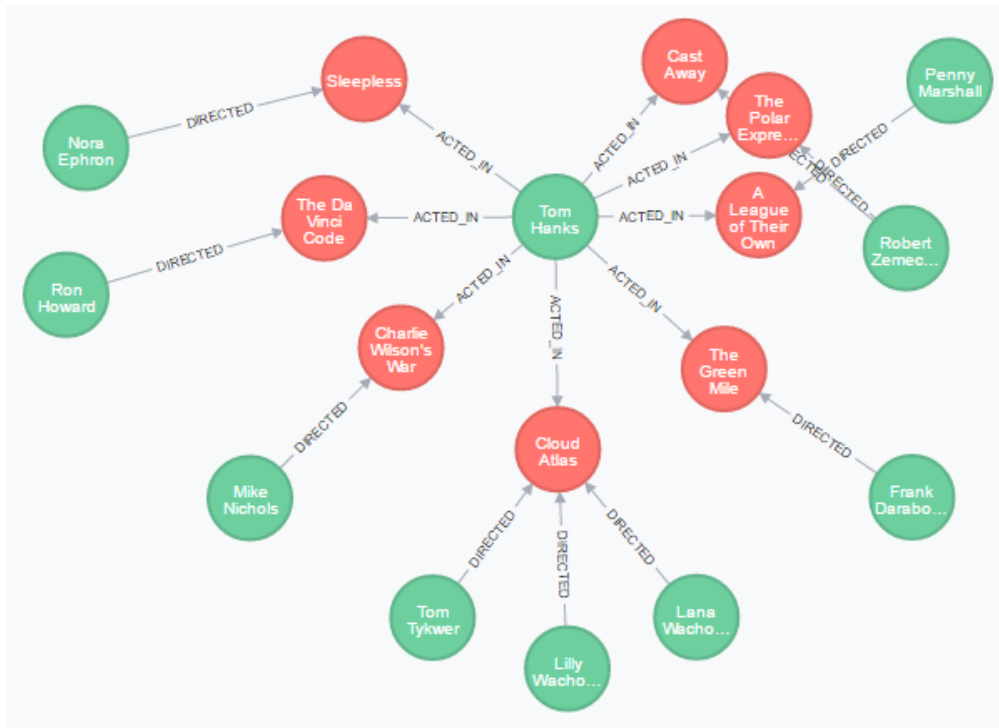 Sleepless
Cast
Away
Penny
Marshall
The
Polar
Expre...
DIRECTED
Nora
Ephron
ACTED_IN
ACTED_IN
ACTED_IN
DIRECTED
ECTED
DIRECTED
The Da
Vinci
Code
ACTED_IN
Tom
Hanks
ACTED_IN
A
League
of Their
Own
Robert
Zemec...
DIRECTED
Ron
Howard
ACTED_IN
ACTED_IN
ACTED_IN
Charlie
Wilson's
War
The
Green
Mile
DIRECTED
DIRECTED
Cloud
Atlas
Mike
Nichols
Frank
Darabo...
DIRECTED
DIRECTED
DIRECTED
Tom
Tykwer
Lilly
Wacho...
Lana
Wacho...